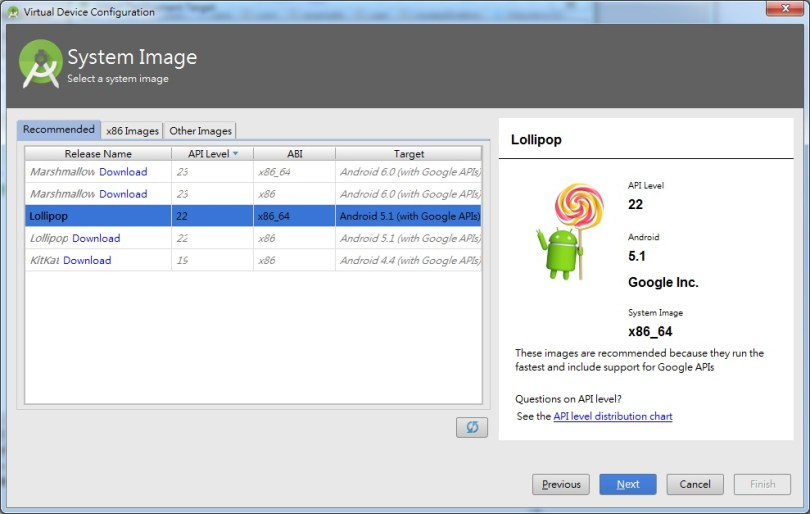 Virtual Device Configuration
System Image
Select a system image
Recommended x86 Images Other Images
Release Name API Level ABI Target
Marshmallow Download 23 x86_64 Android 6.0 (with Google APIs)
Marshmallow Download 23 x86 Android 6.0 (with Google APIs)
Lollipop 22 x86_64 Android 5.1 (with Google APIs)
Lollipop Download 22 x86 Android 5.1 (with Google APIs)
KitKat Download 19 x86 Android 4.4 (with Google APIs)
Lollipop
API Level
22
Android
5.1
Google Inc.
System Image
x86_64
These images are recommended because they run the
fastest and include support for Google APIs
Questions on API level?
See the API level distribution chart
Previous Next Cancel Finish